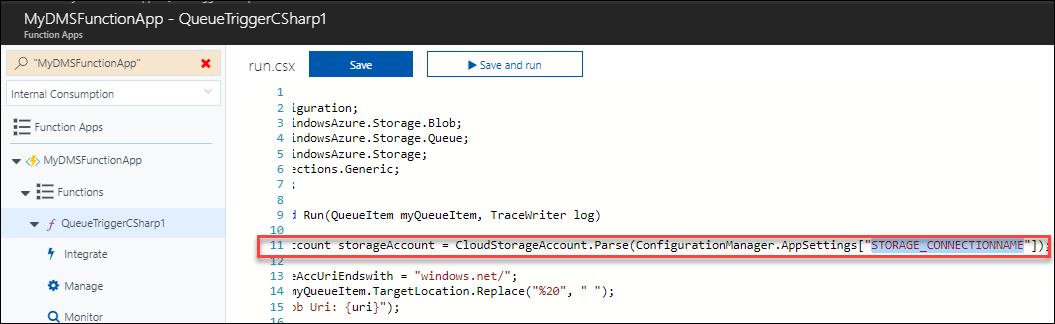 MyDMSFunctionApp - QueueTriggerCSharp1
Function Apps
"MyDMSFunctionApp"
Internal Consumption
Function Apps
MyDMSFunctionApp
Functions
QueueTriggerCSharp1
Integrate
Manage
Monitor
run.csx
Save
Save and run
1
2 iguration;
3 indowsAzure.Storage.Blob;
4 indowsAzure.Storage.Queue;
5 indowsAzure.Storage;
6 ections.Generic;
7 ;
8
9 d Run(QueueItem myQueueItem, TraceWriter log)
10
11 ccount storageAccount = CloudStorageAccount.Parse(ConfigurationManager.AppSettings["STORAGE_CONNECTIONNAME"]);
12
13 eAccUriEndswith = "windows.net/";
14 myQueueItem.TargetLocation.Replace("%20", " ");
15 ob Uri: {uri}");